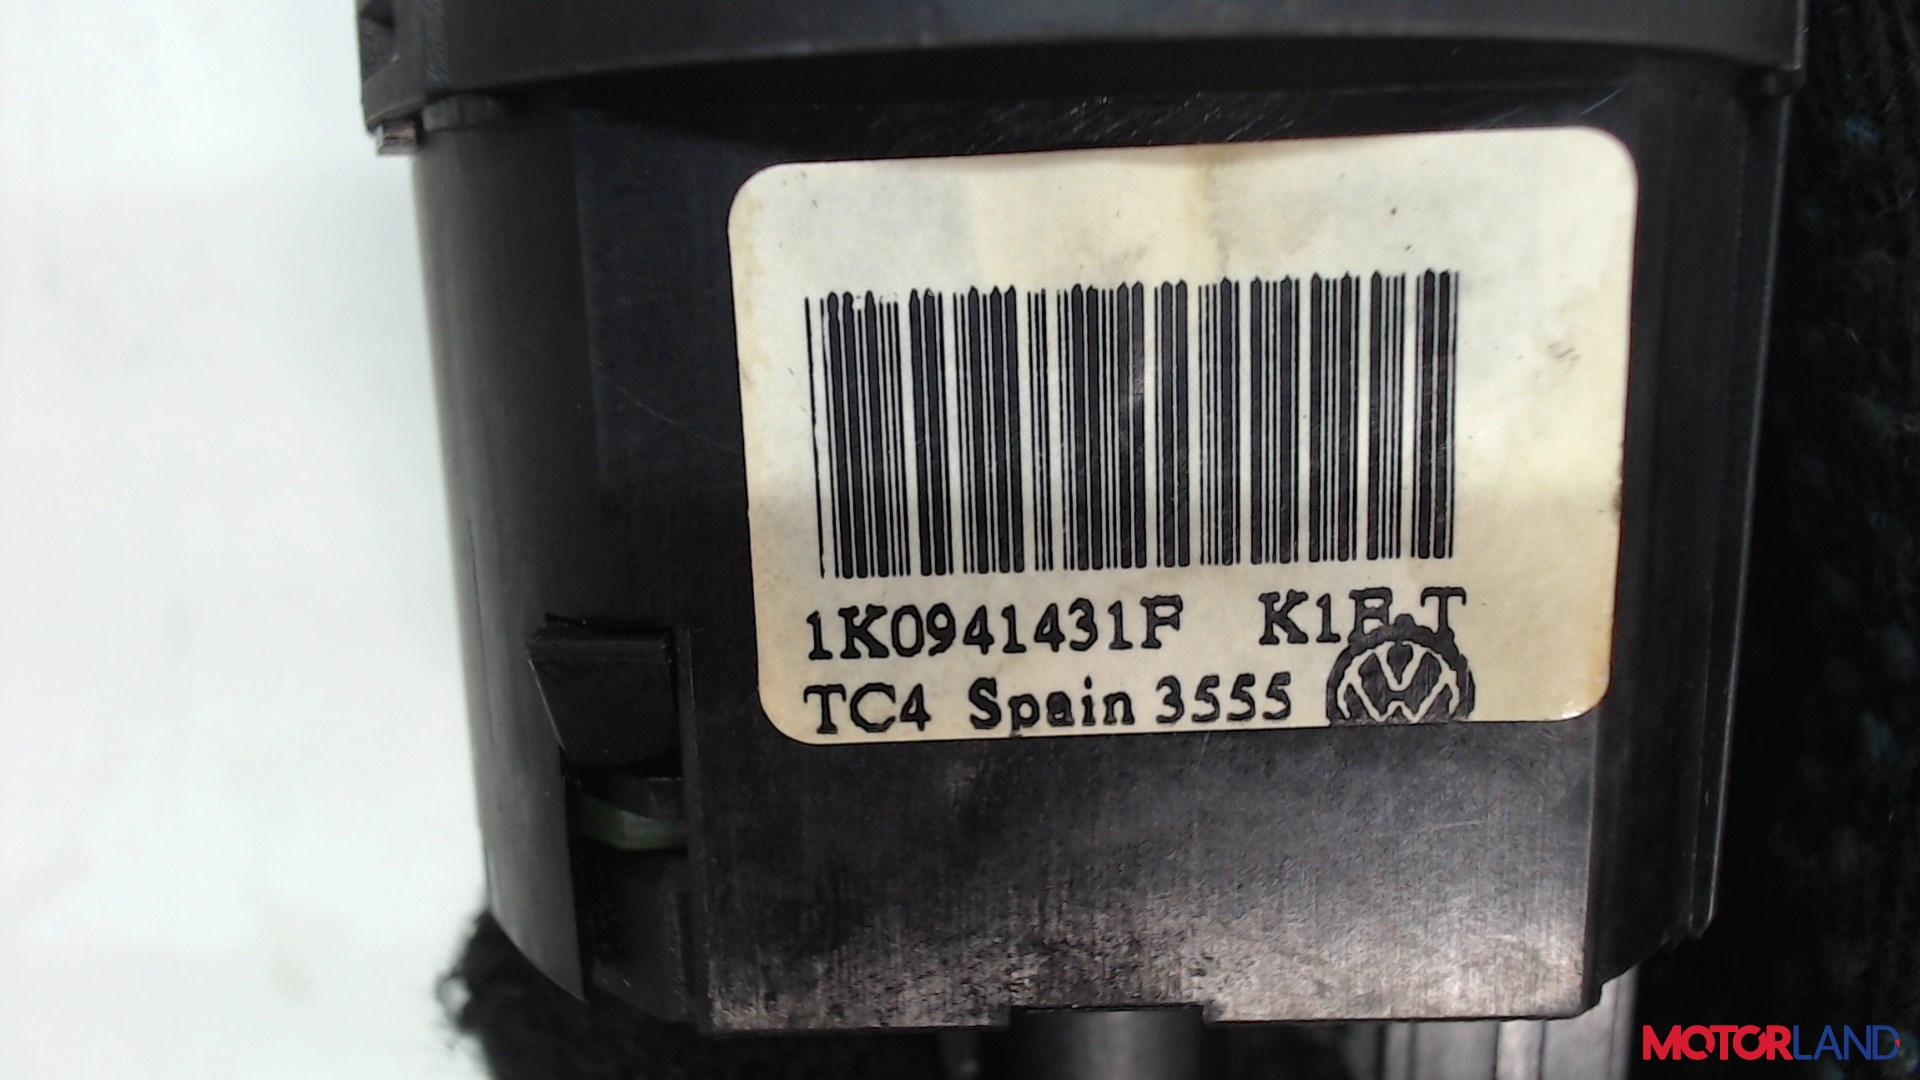 1K0941431F
TC4 Spain 3555
MOTORLAND